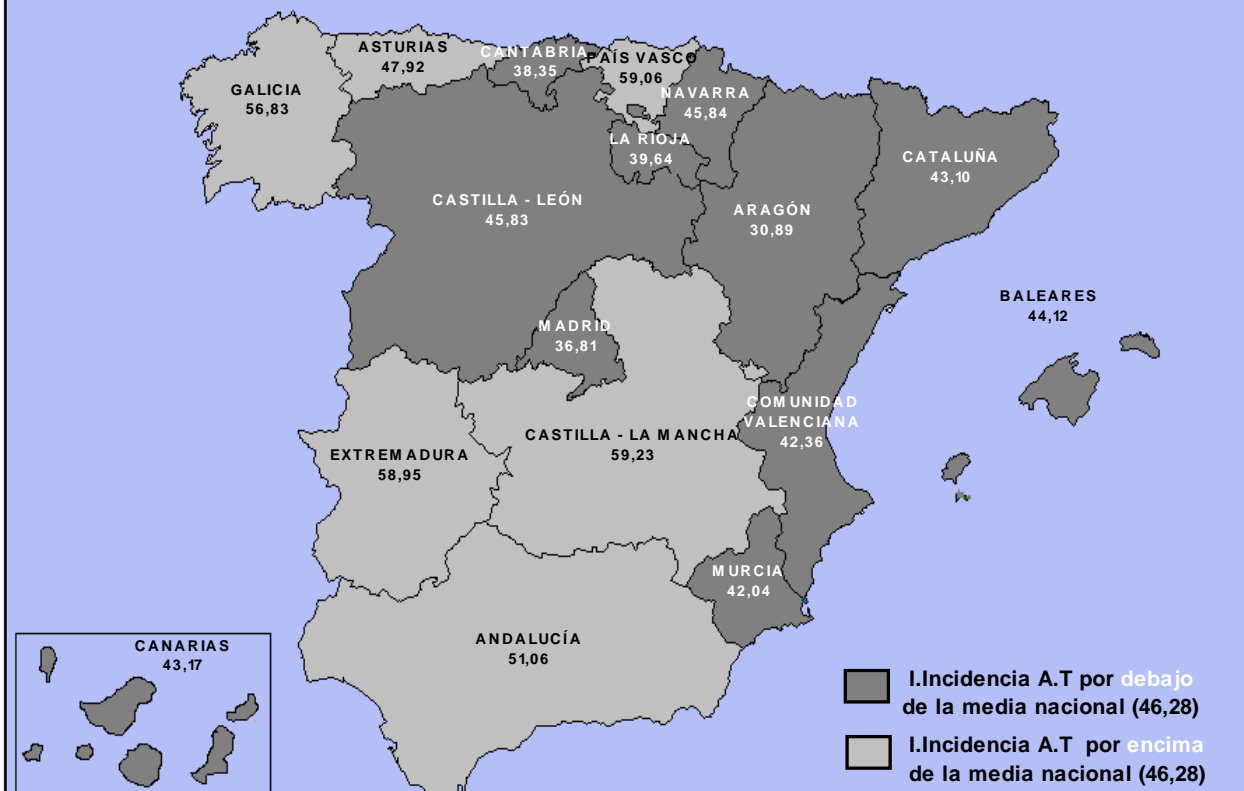 ASTURIAS
47,92
CANTABRIA
38,35
PAÍS VASCO
59,06
GALICIA
56,83
NAVARRA
45,84
LA RIOJA
39,64
CATALUÑA
43,10
CASTILLA - LEÓN
45,83
ARAGÓN
30,89
BALEARES
44,12
MADRID
36,81
COMUNIDAD
VALENCIANA
42,36
CASTILLA - LA MANCHA
59,23
EXTREMADURA
58,95
MURCIA
42,04
ANDALUCÍA
51,06
CANARIAS
43,17
I.Incidencia A.T por debajo
de la media nacional (46,28)
I.Incidencia A.T por encima
de la media nacional (46,28)